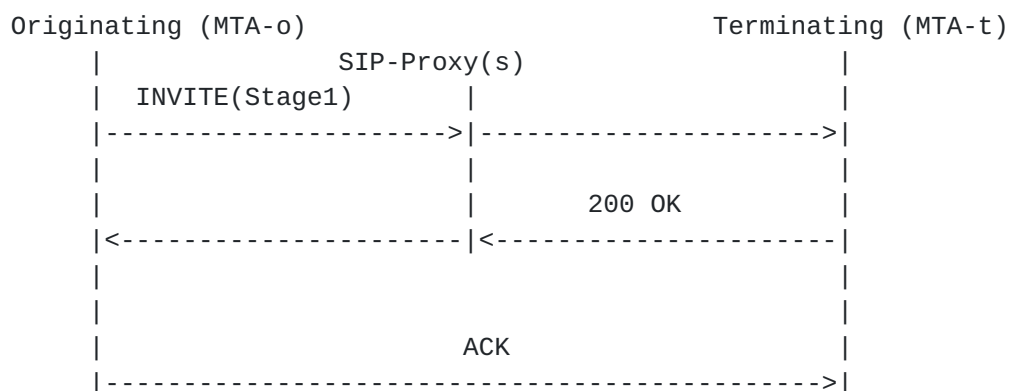 Originating (MTA-o) Terminating (MTA-t)
| SIP-Proxy(s) |
| INVITE(Stage1) | |
|---------------------->|---------------------->|
| | |
| | 200 OK |
|<----------------------|<----------------------|
| |
| |
| ACK |
|---------------------------------------------->|